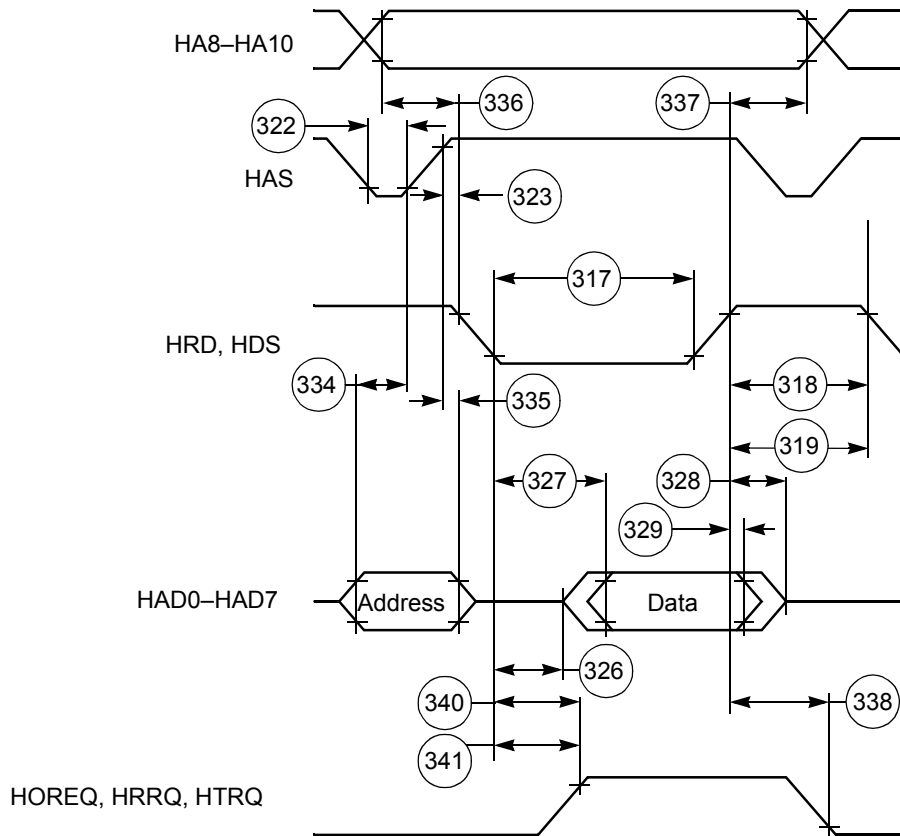 HA8–HA10
336
337
322
HAS
323
317
HRD, HDS
334
335
318
319
327
328
329
HAD0–HAD7
Address
Data
326
340
338
341
HOREQ, HRRQ, HTRQ